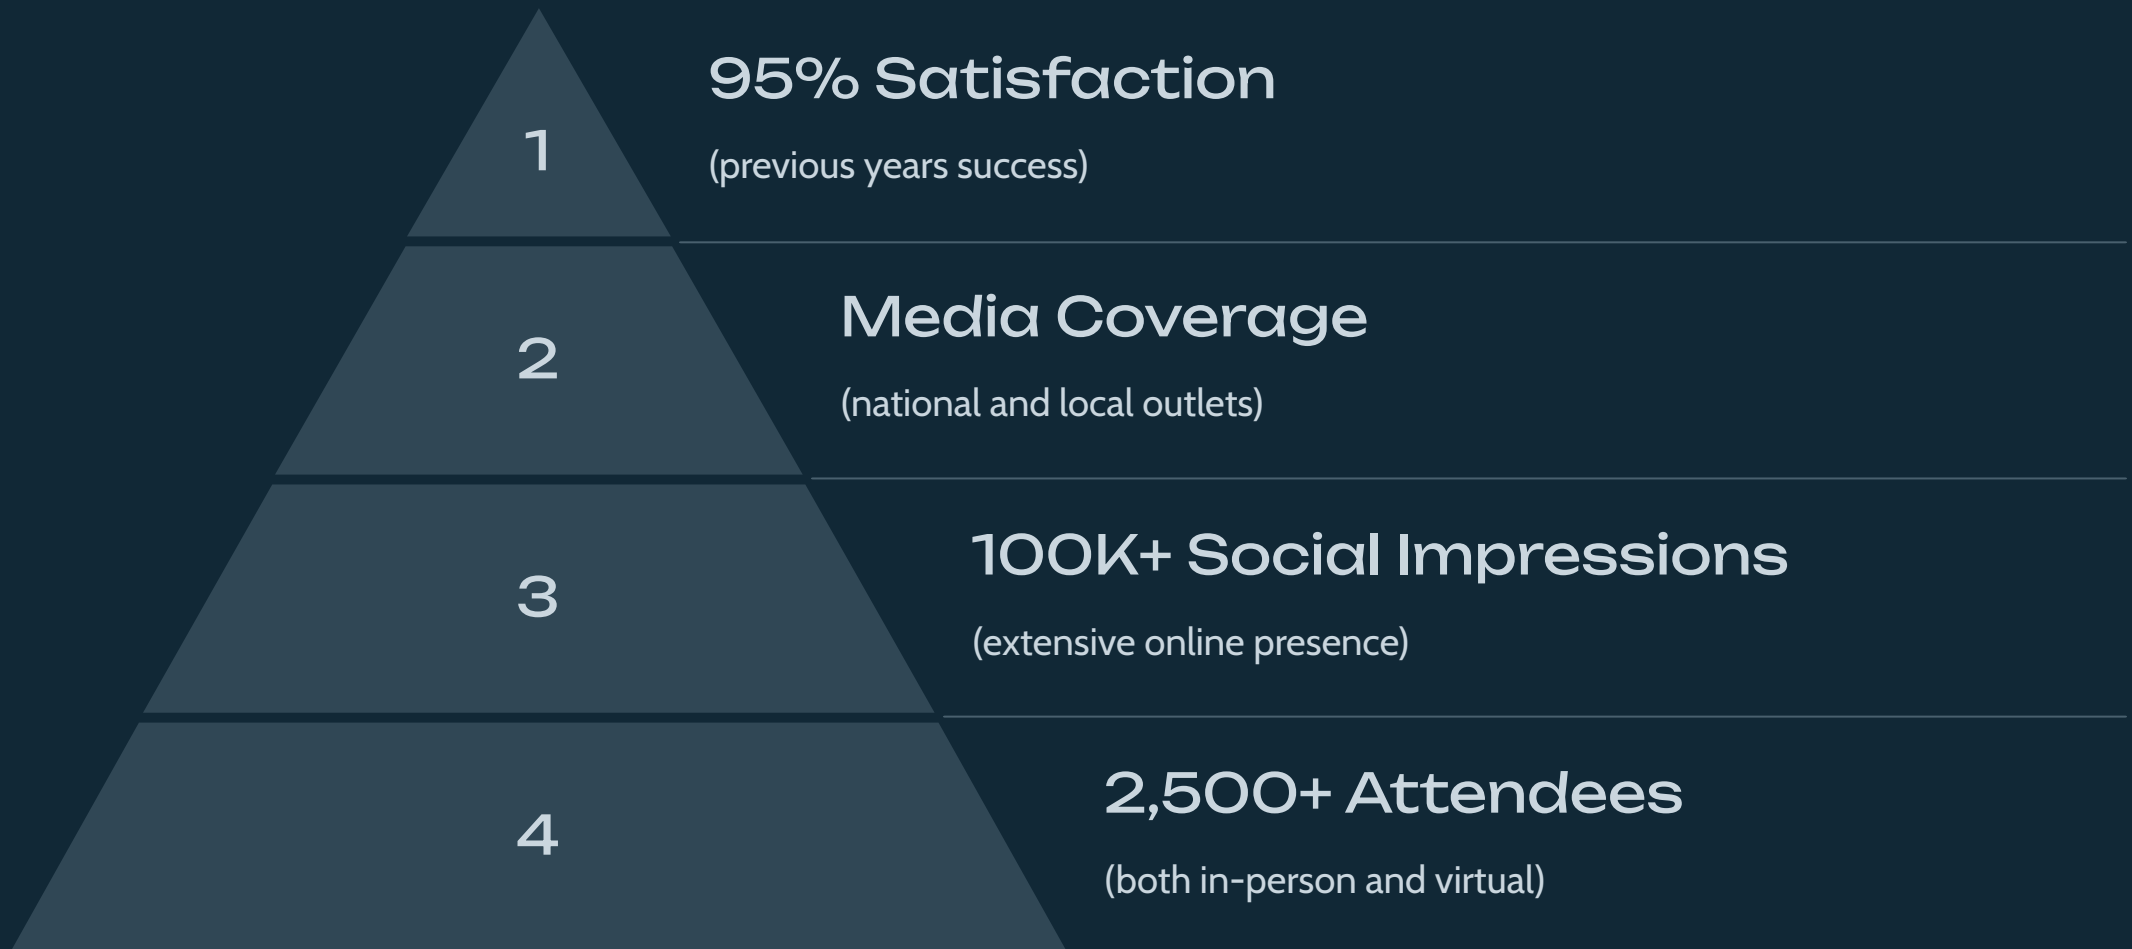 1
95% Satisfaction
(previous years success)
2
Media Coverage
(national and local outlets)
3
100K+ Social Impressions
(extensive online presence)
4
2,500+ Attendees
(both in-person and virtual)